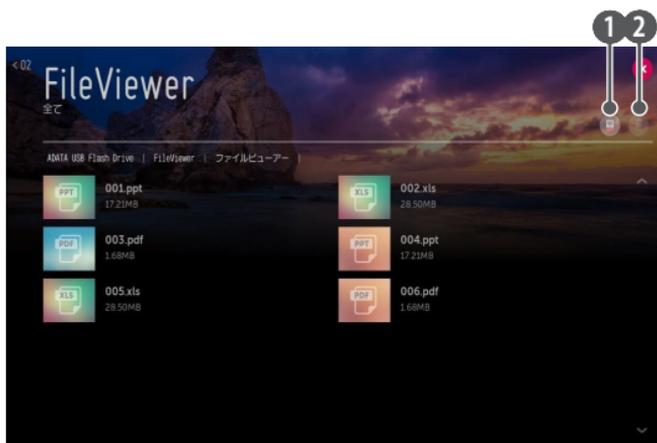 1 2
< 02
FileViewer
全て
ADATA USB Flash Drive | FileViewer | ファイルビューアー |
PPT 001.ppt
17.21MB
XLS 002.xls
28.50MB
PDF 003.pdf
1.68MB
PPT 004.ppt
17.21MB
XLS 005.xls
28.50MB
PDF 006.pdf
1.68MB